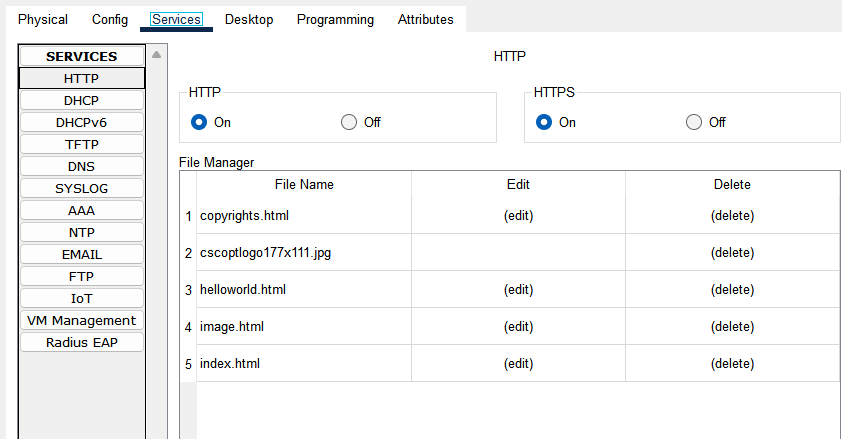 Physical Config Services Desktop Programming Attributes
SERVICES
HTTP
DHCP
DHCPv6
TFTP
DNS
SYSLOG
AAA
NTP
EMAIL
FTP
IoT
VM Management
Radius EAP
HTTP
HTTP
On Off
HTTPS
On Off
File Manager
File Name Edit Delete
1 copyrights.html (edit) (delete)
2 cscoptlogo177x111.jpg (delete)
3 helloworld.html (edit) (delete)
4 image.html (edit) (delete)
5 index.html (edit) (delete)